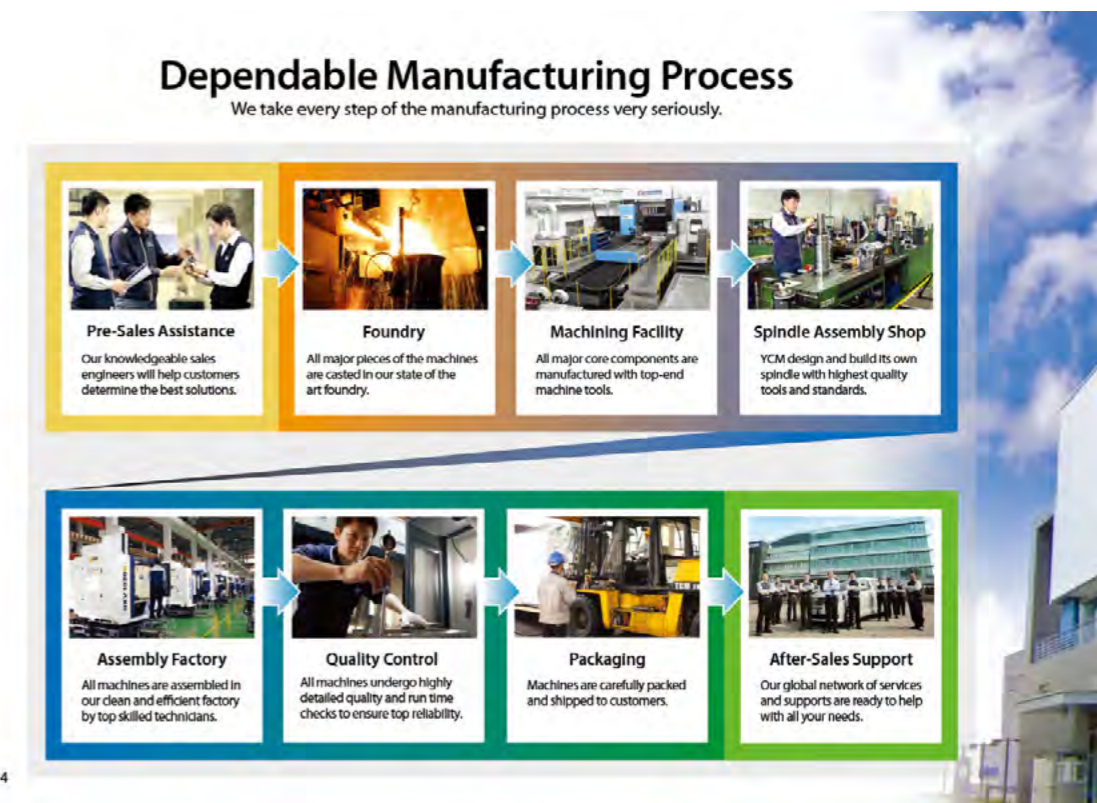 Dependable Manufacturing Process
We take every step of the manufacturing process very seriously.
Pre-Sales Assistance
Our knowledgeable sales
engineers will help customers
determine the best solutions.
Foundry
All major pieces of the machines
are casted in our state of the
art foundry.
Machining Facility
All major core components are
manufactured with top-end
machine tools.
Spindle Assembly Shop
YCM design and build its own
spindle with highest quality
tools and standards.
Assembly Factory
All machines are assembled in
our clean and efficient factory
by top skilled technicians.
Quality Control
All machines undergo highly
detailed quality and run time
checks to ensure top reliability.
Packaging
Machines are carefully packed
and shipped to customers.
After-Sales Support
Our global network of services
and supports are ready to help
with all your needs.
4